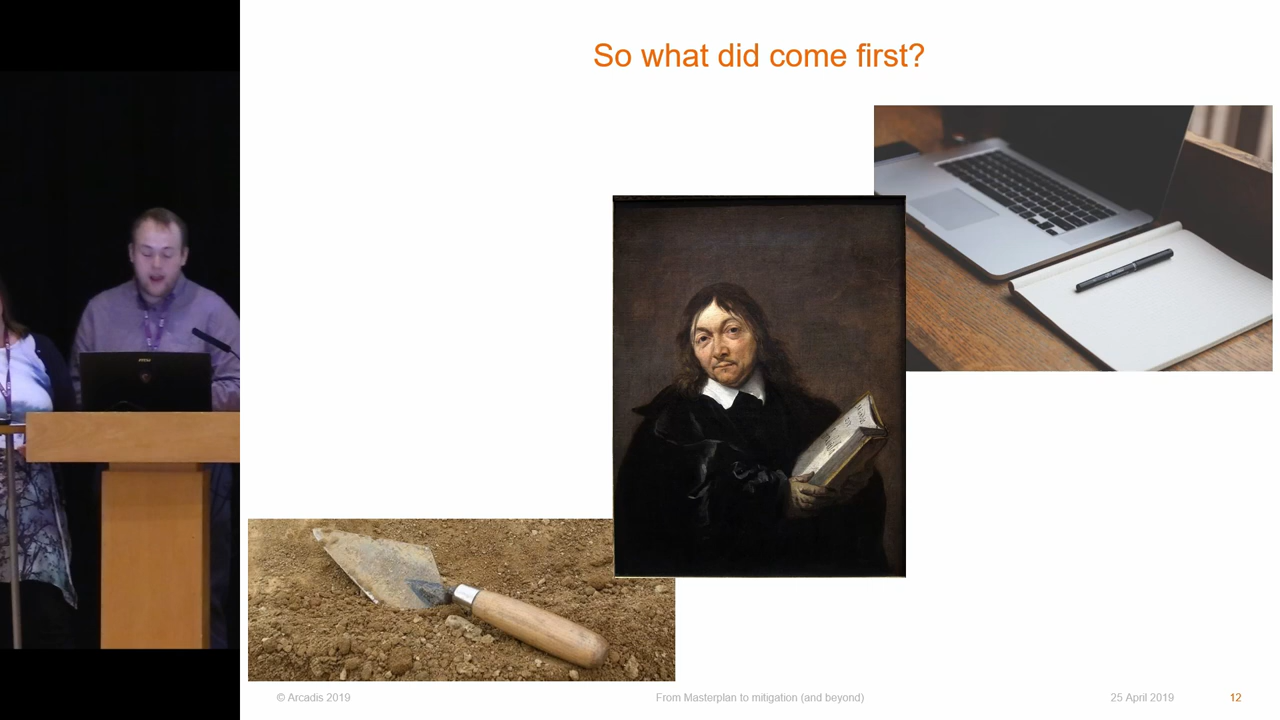 So what did come first?
© Arcadis 2019
From Masterplan to mitigation (and beyond)
25 April 2019
12